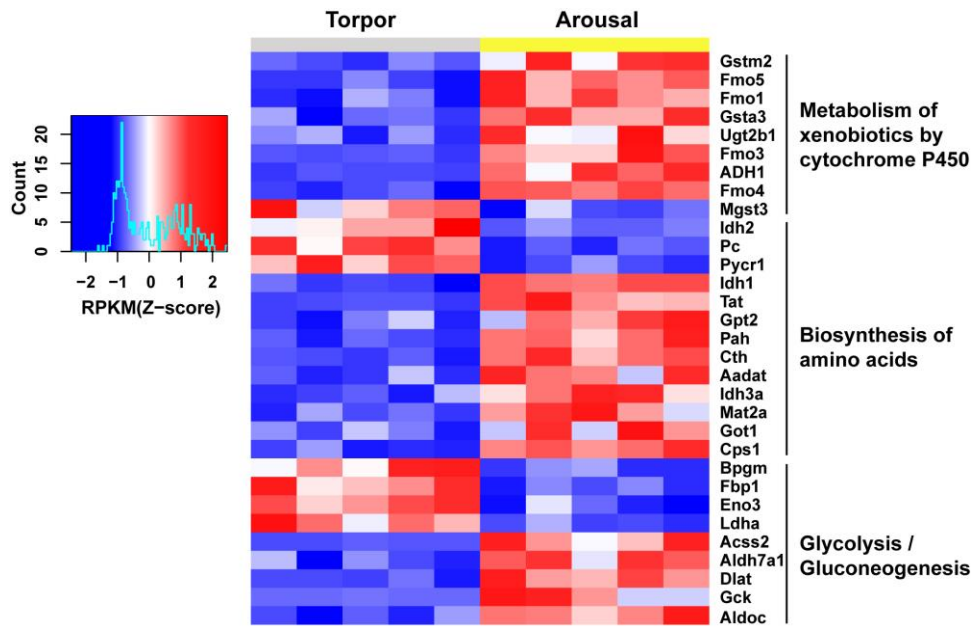 Torpor Arousal
20
15
10
5
0
Count
−2 −1 0 1 2
RPKM(Z−score)
Gstm2
Fmo5
Fmo1
Gsta3
Ugt2b1
Fmo3
ADH1
Fmo4
Mgst3
Idh2
Pc
Pycr1
Idh1
Tat
Gpt2
Pah
Cth
Aadat
Idh3a
Mat2a
Got1
Cps1
Bpgm
Fbp1
Eno3
Ldha
Acss2
Aldh7a1
Dlat
Gck
Aldoc
Metabolism of
xenobiotics by
cytochrome P450
Biosynthesis of
amino acids
Glycolysis /
Gluconeogenesis